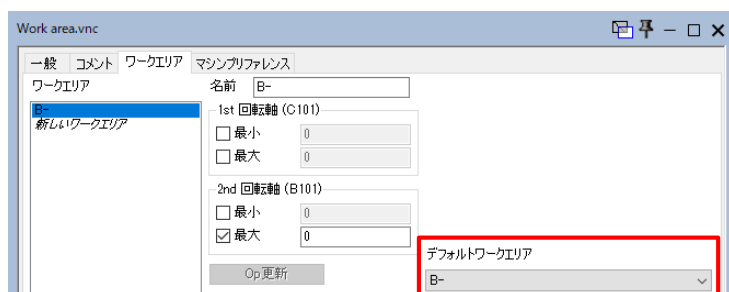 Work area.vnc
一般 コメント ワークエリア マシンリファレンス
ワークエリア
B-
新しいワークエリア
名前 B-
1st 回転軸 (C101)
最小 0
最大 0
2nd 回転軸 (B101)
最小 0
最大 0
Op更新
デフォルトワークエリア
B-